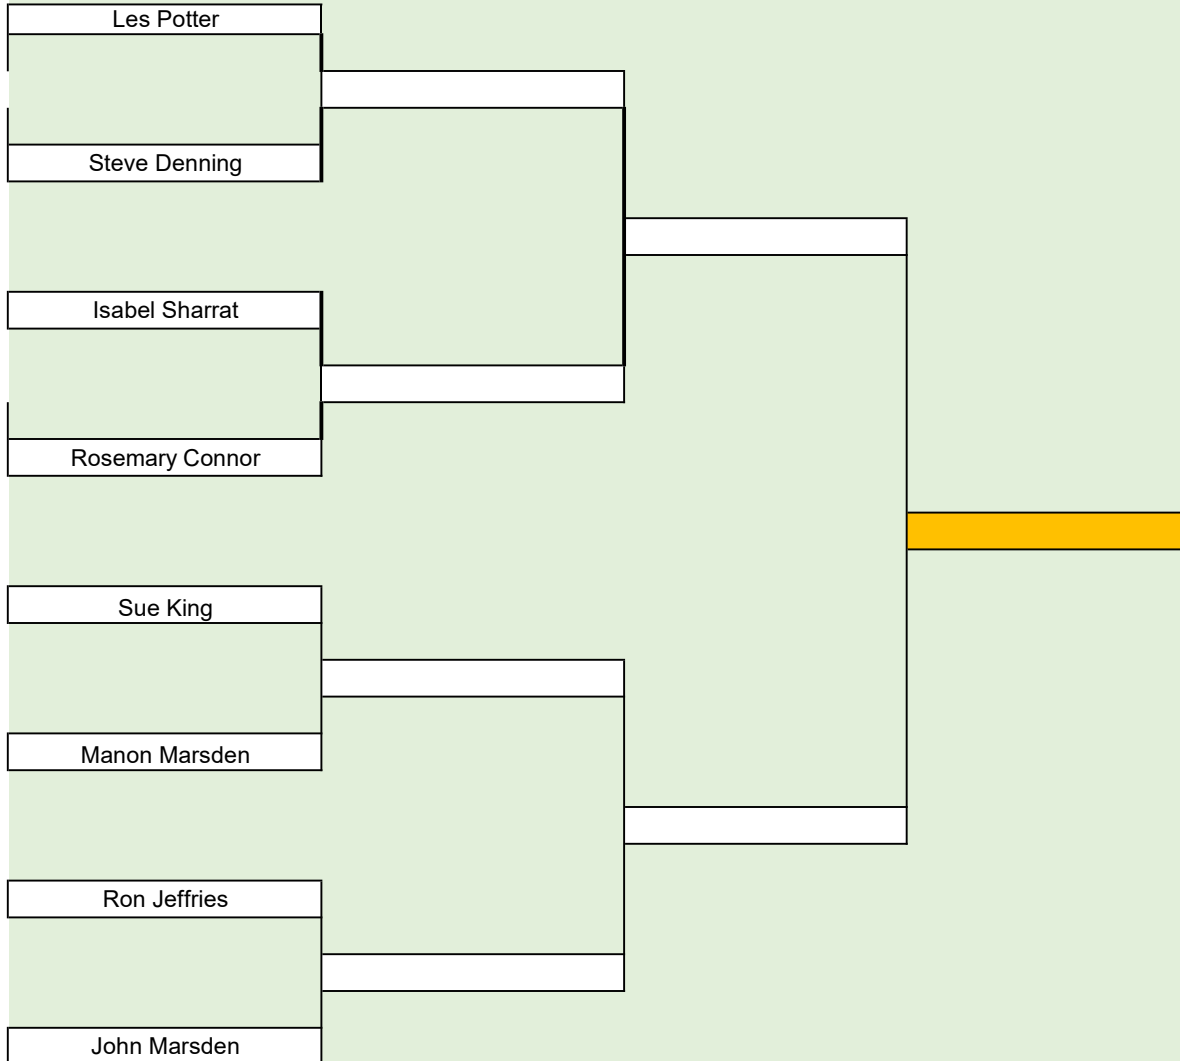 Les Potter
Steve Denning
Isabel Sharrat
Rosemary Connor
Sue King
Manon Marsden
Ron Jeffries
John Marsden